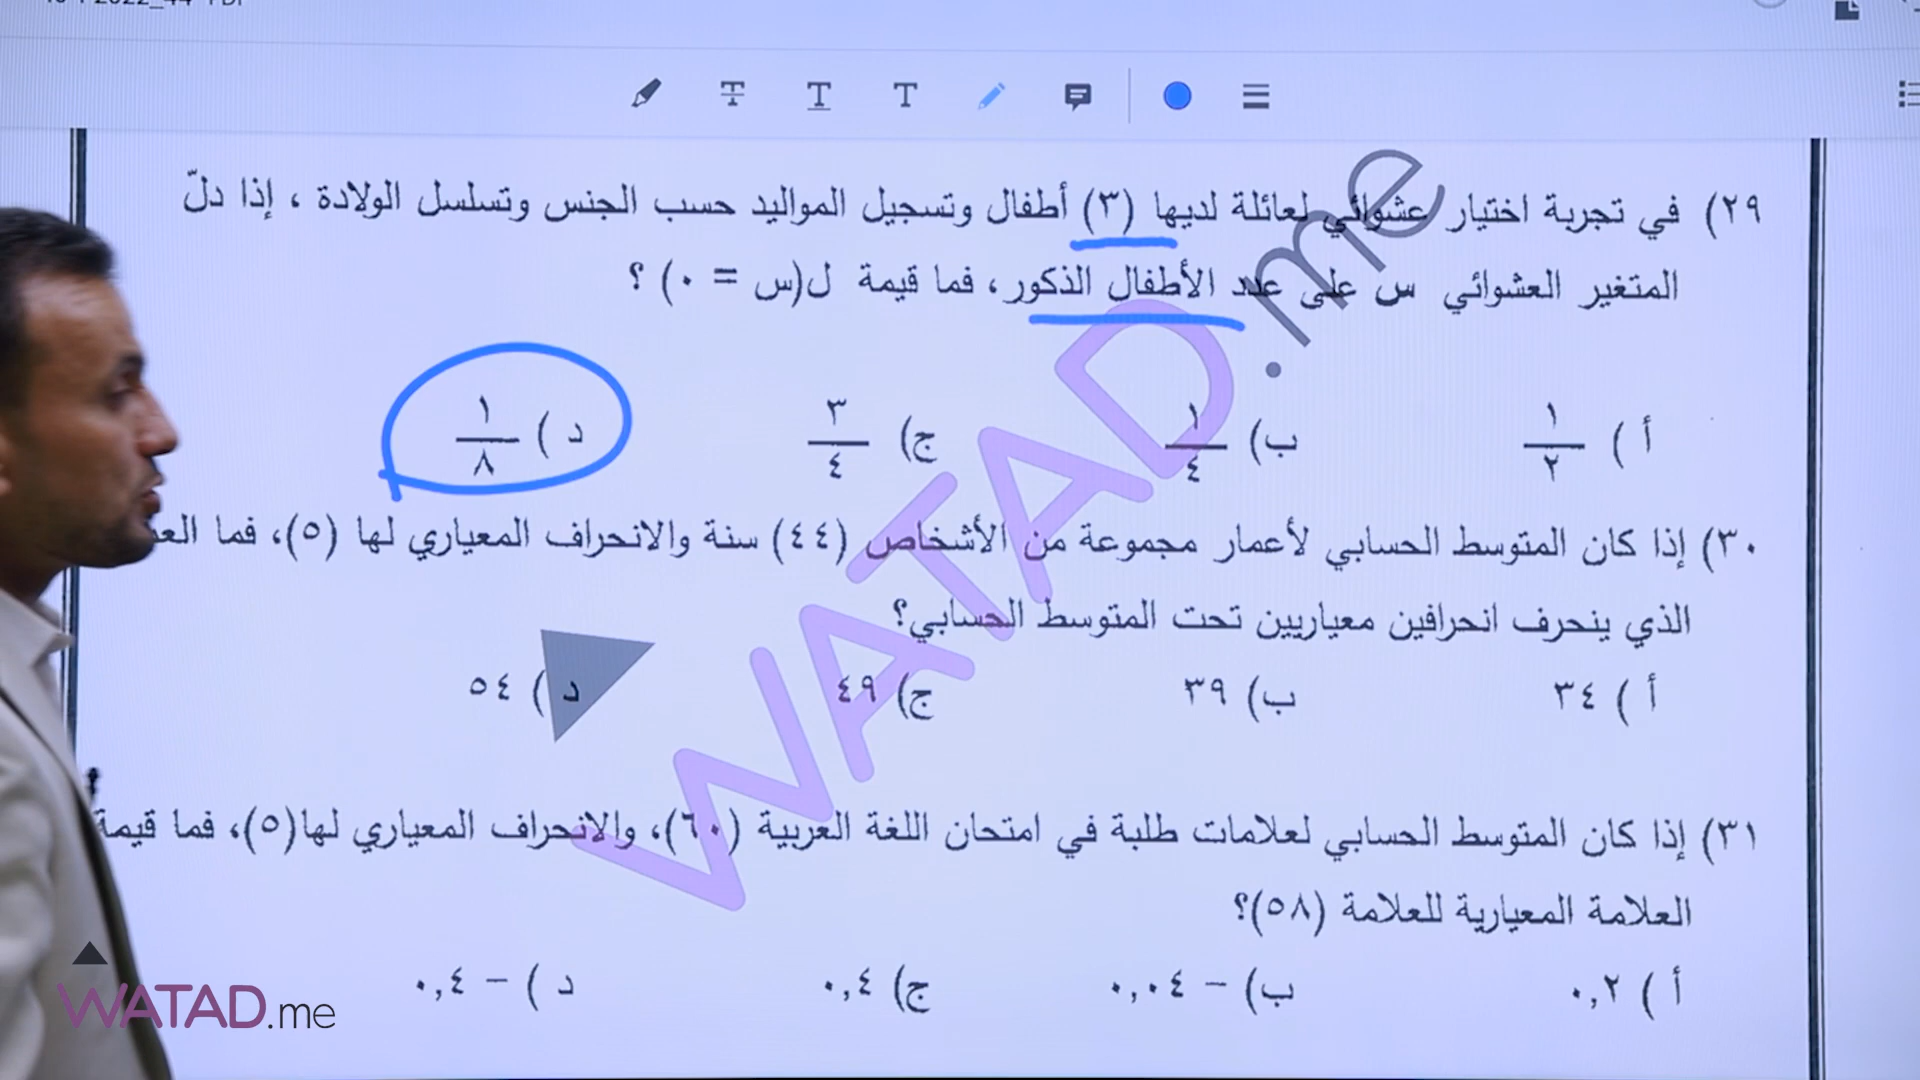 ٢٩) في تجربة اختيار عشوائي لعائلة لديها (٣) أطفال وتسجيل المواليد حسب الجنس وتسلسل الولادة ، إذا دلّ
المتغير العشوائي س على عدد الأطفال الذكور، فما قيمة ل(س = ٠) ؟
أ ) ١/٢ ب) ١/٤ ج) ٣/٤ د ) ١/٨
٣٠) إذا كان المتوسط الحسابي لأعمار مجموعة من الأشخاص (٤٤) سنة والانحراف المعياري لها (٥)، فما
الذي ينحرف انحرافين معياريين تحت المتوسط الحسابي؟
أ ) ٣٤ ب) ٣٩ ج) ٤٩ د ) ٥٤
٣١) إذا كان المتوسط الحسابي لعلامات طلبة في امتحان اللغة العربية (٦٠)، والانحراف المعياري لها(٥)، فما قيمة
العلامة المعيارية للعلامة (٥٨)؟
أ ) ٠,٢ ب) – ٠,٠٤ ج) ٠,٤ د ) – ٠,٤
WATAD.me
WATAD.me